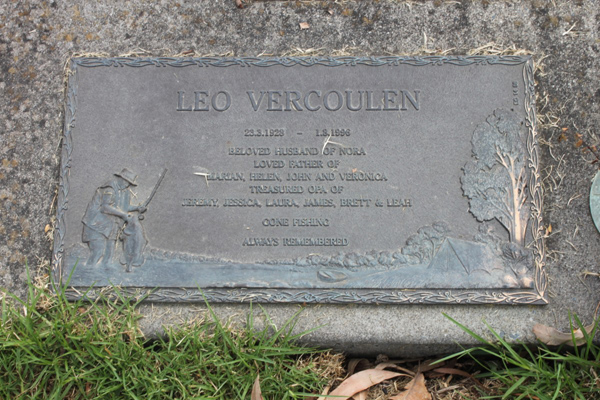 LEO VERCOULEN
23.3.1928 - 1.8.1996
BELOVED HUSBAND OF NORA
LOVED FATHER OF
MARIAN, HELEN, JOHN AND VERONICA
TREASURED OPA OF
JEREMY, JESSICA, LAURA, JAMES, BRETT & LEAH
GONE FISHING
ALWAYS REMEMBERED